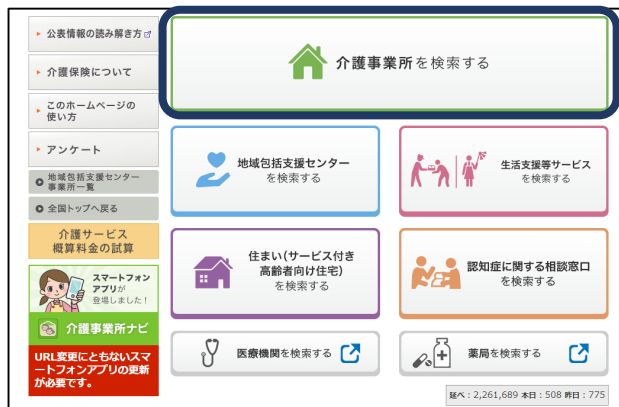 公表情報の読み解き方
介護保険について
このホームページの
使い方
アンケート
地域包括支援センター
事業所一覧
全国トップへ戻る
介護サービス
概算料金の試算
スマートフォン
アプリが
登場しました！
介護事業所ナビ
URL変更にともないスマ
ートフォンアプリの更新
が必要です。
介護事業所を検索する
地域包括支援センター
を検索する
生活支援等サービス
を検索する
住まい(サービス付き
高齢者向け住宅)
を検索する
認知症に関する相談窓口
を検索する
医療機関を検索する
薬局を検索する
延べ：2,261,689 本日：508 昨日：775